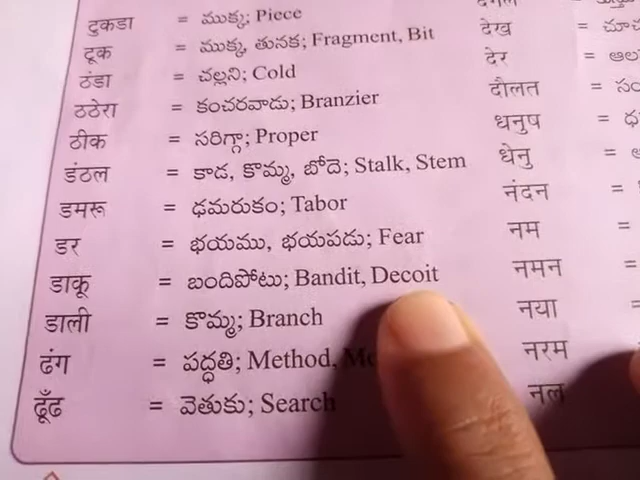 टुकडा = ముక్క; Piece
टूक = ముక్క, తునక; Fragment, Bit
ठंडा = చల్లని; Cold
ठठेरा = కంచరవాడు; Branzier
ठीक = సరిగ్గా; Proper
डंठल = కాడ, కొమ్మ, బోదె; Stalk, Stem
डमरू = ఢమరుకం; Tabor
डर = భయము, భయపడు; Fear
डाकू = బందిపోటు; Bandit, Decoit
डाली = కొమ్మ; Branch
ढंग = పద్ధతి; Method,
ढूँढ = వెతుకు; Search
देख =
देर =
दौलत =
धनुष =
धेनु =
नंदन =
नम =
नमन =
नया =
नरम
नल